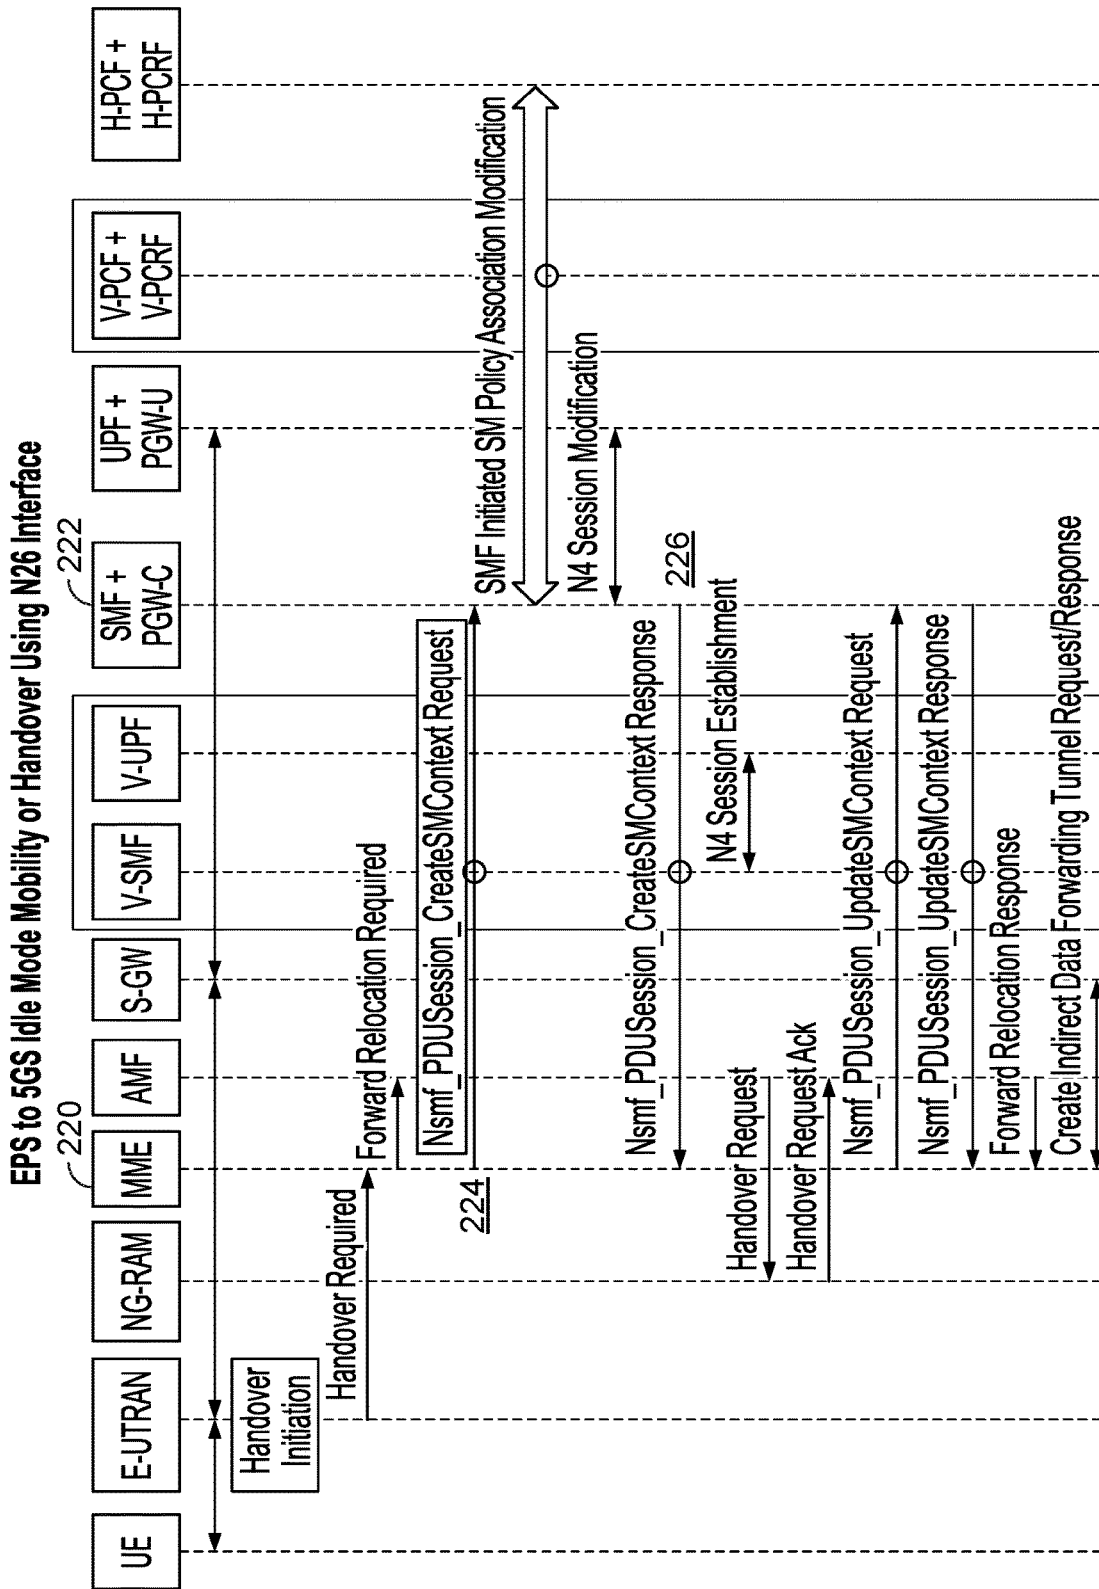 EPS to 5GS Idle Mode Mobility or Handover Using N26 Interface
220
222
UE
E-UTRAN
NG-RAM
MME
AMF
S-GW
V-SMF
V-UPF
SMF +
PGW-C
UPF +
PGW-U
V-PCF +
V-PCRF
H-PCF +
H-PCRF
Handover
Initiation
Handover Required
Forward Relocation Required
Nsmf_PDUSession_CreateSMContext Request
224
SMF Initiated SM Policy Association Modification
N4 Session Modification
Nsmf_PDUSession_CreateSMContext Response
226
N4 Session Establishment
Handover Request
Handover Request Ack
Nsmf_PDUSession_UpdateSMContext Request
Nsmf_PDUSession_UpdateSMContext Response
Forward Relocation Response
Create Indirect Data Forwarding Tunnel Request/Response